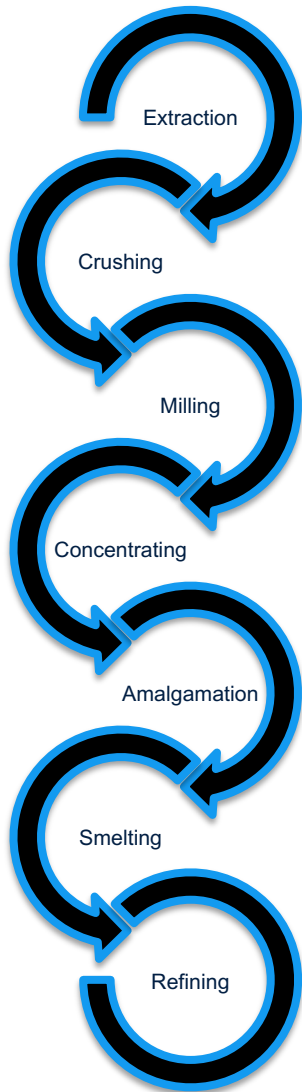 Extraction
Crushing
Milling
Concentrating
Amalgamation
Smelting
Refining